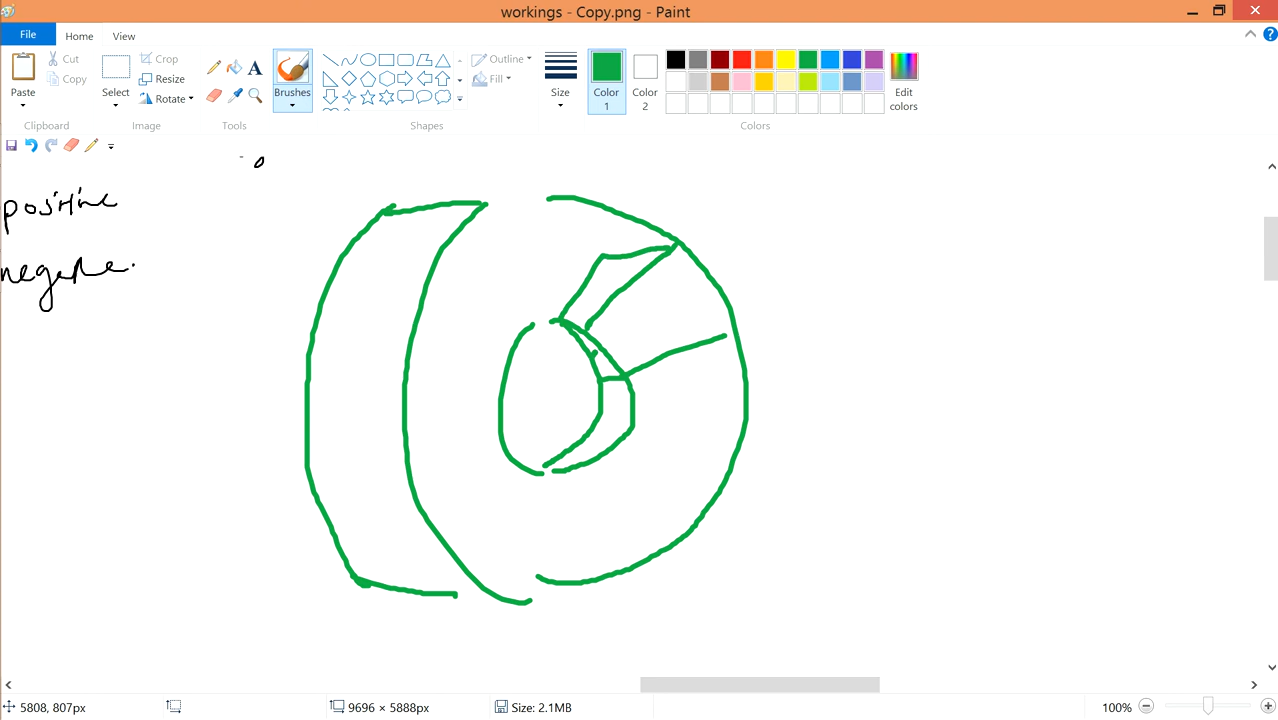 workings - Copy.png - Paint
File Home View
Paste Cut Copy
Select Crop Resize Rotate
Brushes
Outline Fill
Size
Color 1
Color 2
Edit colors
Clipboard Image Tools Shapes Colors
positive
5808, 807px 9696 × 5888px Size: 2.1MB 100%